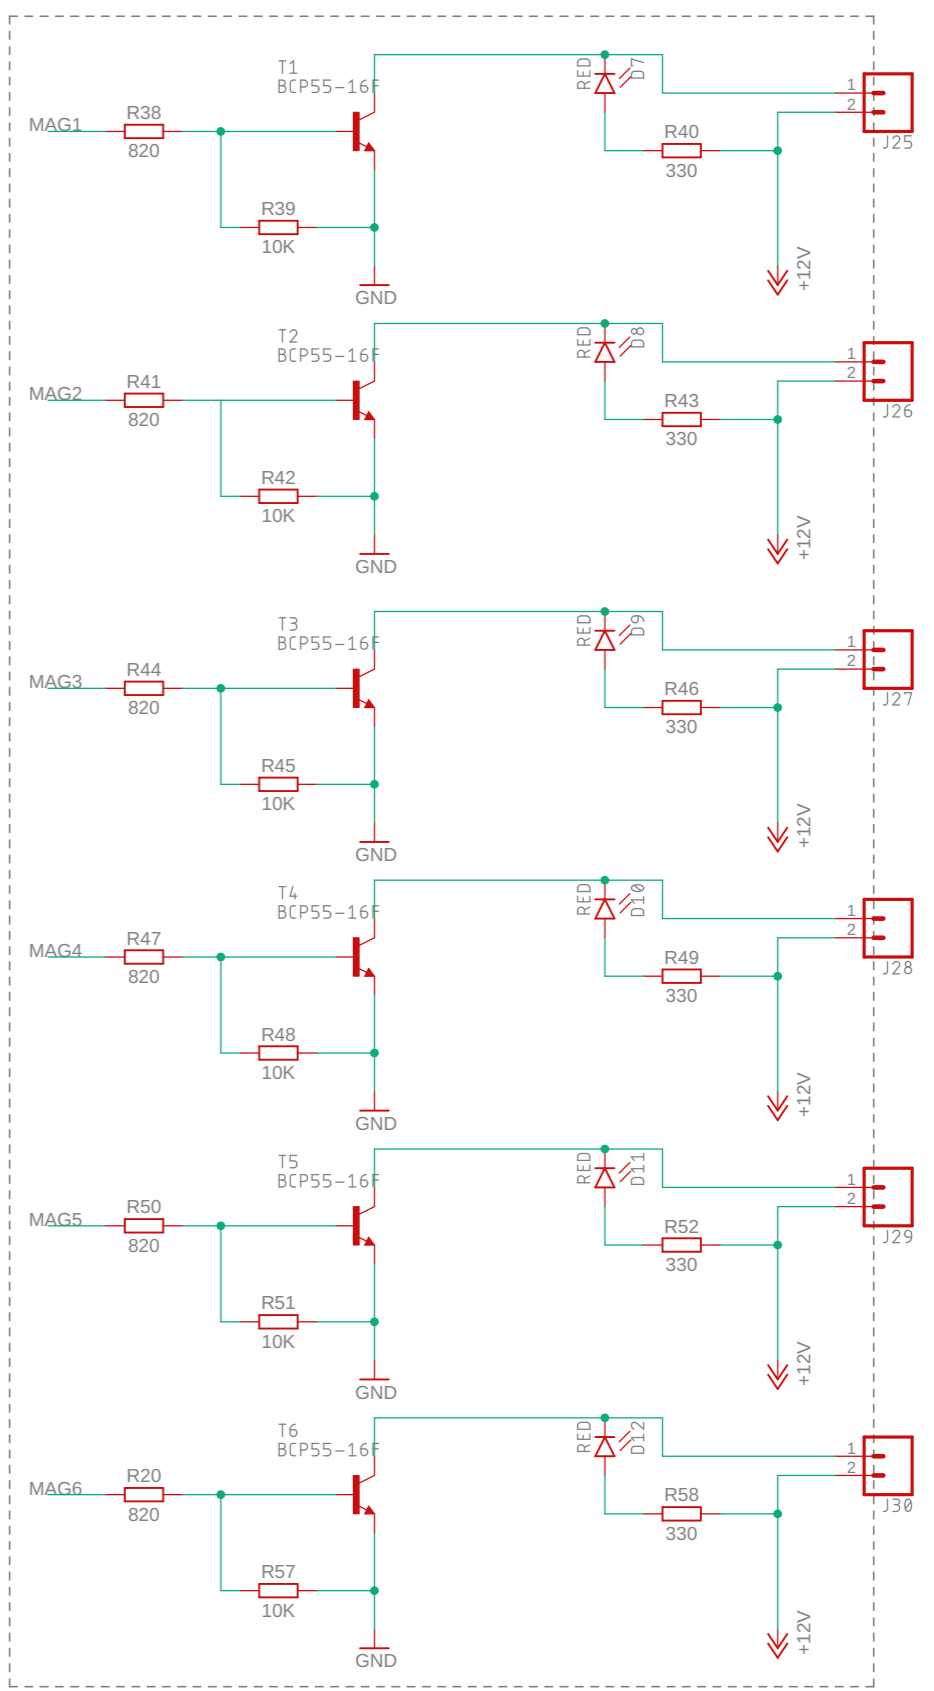 T1
BCP55-16F
RED
D7
MAG1
R38
820
R39
10K
GND
R40
330
1
2
J25
+12V
T2
BCP55-16F
RED
D8
MAG2
R41
820
R42
10K
GND
R43
330
1
2
J26
+12V
T3
BCP55-16F
RED
D9
MAG3
R44
820
R45
10K
GND
R46
330
1
2
J27
+12V
T4
BCP55-16F
RED
D10
MAG4
R47
820
R48
10K
GND
R49
330
1
2
J28
+12V
T5
BCP55-16F
RED
D11
MAG5
R50
820
R51
10K
GND
R52
330
1
2
J29
+12V
T6
BCP55-16F
RED
D12
MAG6
R20
820
R57
10K
GND
R58
330
1
2
J30
+12V